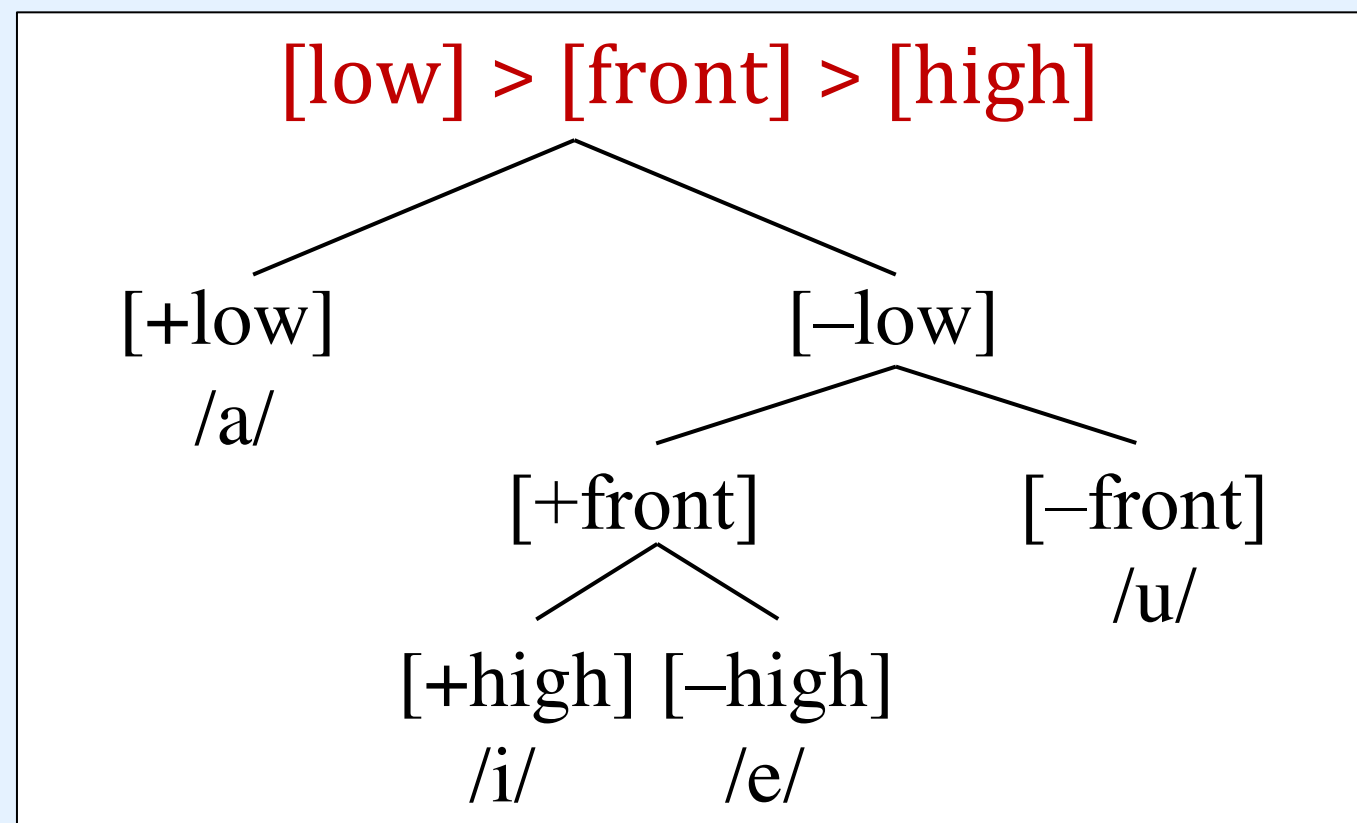 [low] > [front] > [high]
[+low] [–low]
/a/
[+front] [–front]
/u/
[+high] [–high]
/i/ /e/